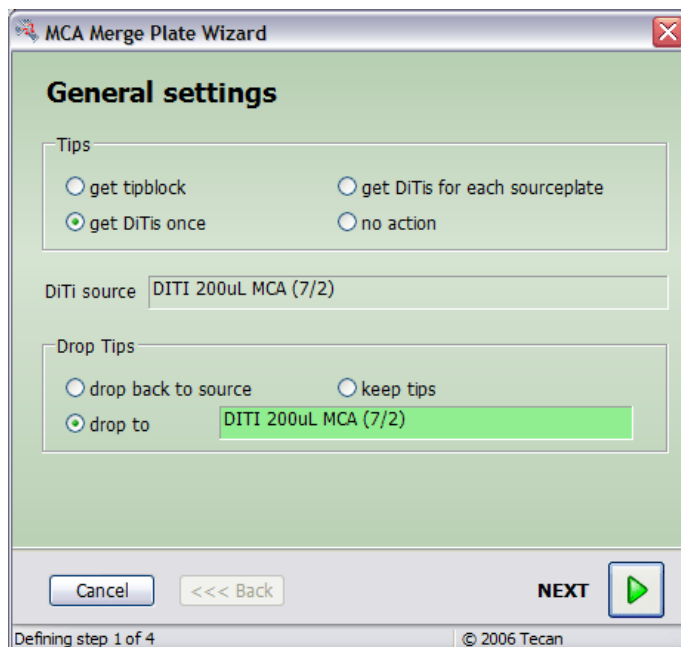 MCA Merge Plate Wizard
General settings
Tips
get tipblock
get DiTis for each sourceplate
get DiTis once
no action
DiTi source DITI 200uL MCA (7/2)
Drop Tips
drop back to source
keep tips
drop to DITI 200uL MCA (7/2)
Cancel
<<< Back
NEXT
Defining step 1 of 4
© 2006 Tecan